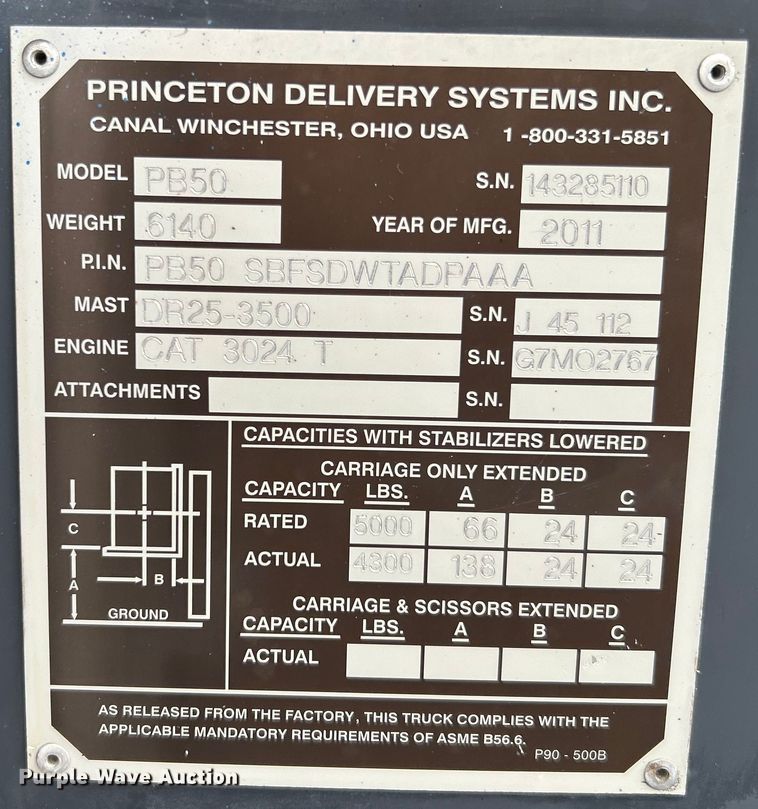 PRINCETON DELIVERY SYSTEMS INC.
CANAL WINCHESTER, OHIO USA 1-800-331-5851
MODEL PB50 S.N. 143285110
WEIGHT 6140 YEAR OF MFG. 2011
P.I.N. PB50 SBFSDWTADPAAA
MAST DR25-3500 S.N. J 45 112
ENGINE CAT 3024 T S.N. G7M02767
ATTACHMENTS S.N.
CAPACITIES WITH STABILIZERS LOWERED
CARRIAGE ONLY EXTENDED
CAPACITY LBS. A B C
RATED 5000 66 24 24
ACTUAL 4300 138 24 24
CARRIAGE & SCISSORS EXTENDED
CAPACITY LBS. A B C
ACTUAL
C
B
A
GROUND
AS RELEASED FROM THE FACTORY, THIS TRUCK COMPLIES WITH THE
APPLICABLE MANDATORY REQUIREMENTS OF ASME B56.6.
P90 - 500B
Purple Wave Auction